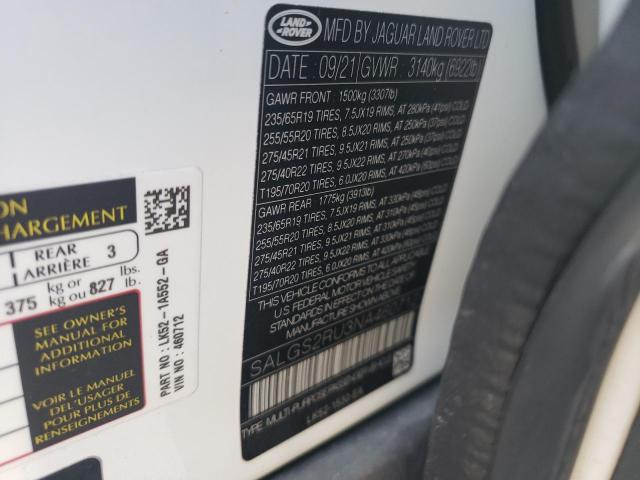 LAND
ROVER
MFD BY JAGUAR LAND ROVER LTD
DATE : 09/21 GVWR : 3140kg (6922lb)
GAWR FRONT : 1500kg (3307lb)
235/65R19 TIRES, 7.5JX19 RIMS, AT 280kPa (41psi) COLD
255/55R20 TIRES, 8.5JX20 RIMS, AT 250kPa (37psi) COLD
275/45R21 TIRES, 9.5JX21 RIMS, AT 250kPa (37psi) COLD
275/40R22 TIRES, 9.5JX22 RIMS, AT 270kPa (40psi) COLD
T195/70R20 TIRES, 6.0JX20 RIMS, AT 420kPa (60psi) COLD
GAWR REAR : 1775kg (3913lb)
235/65R19 TIRES, 7.5JX19 RIMS, AT 330kPa (48psi) COLD
255/55R20 TIRES, 8.5JX20 RIMS, AT 310kPa (45psi) COLD
275/45R21 TIRES, 9.5JX21 RIMS, AT 310kPa (45psi) COLD
275/40R22 TIRES, 9.5JX22 RIMS, AT 330kPa (48psi) COLD
T195/70R20 TIRES, 6.0JX20 RIMS, AT 420kPa (60psi) COLD
THIS VEHICLE CONFORMS TO ALL APPLICABLE
U.S. FEDERAL MOTOR VEHICLE
STANDARDS IN EFFECT ON THE DATE OF
MANUFACTURE
SALGS2RU3NA460712
TYPE: MULTI-PURPOSE PASSENGER VEHICLE
ION
CHARGEMENT
REAR
ARRIÈRE 3
375 kg or lbs.
kg ou 827 lb
SEE OWNER'S
MANUAL FOR
ADDITIONAL
INFORMATION
VOIR LE MANUEL
DE L'USAGER
POUR PLUS DE
RENSEIGNEMENTS
PART NO : LK52-1A552-GA
P/VIN NO : 460712